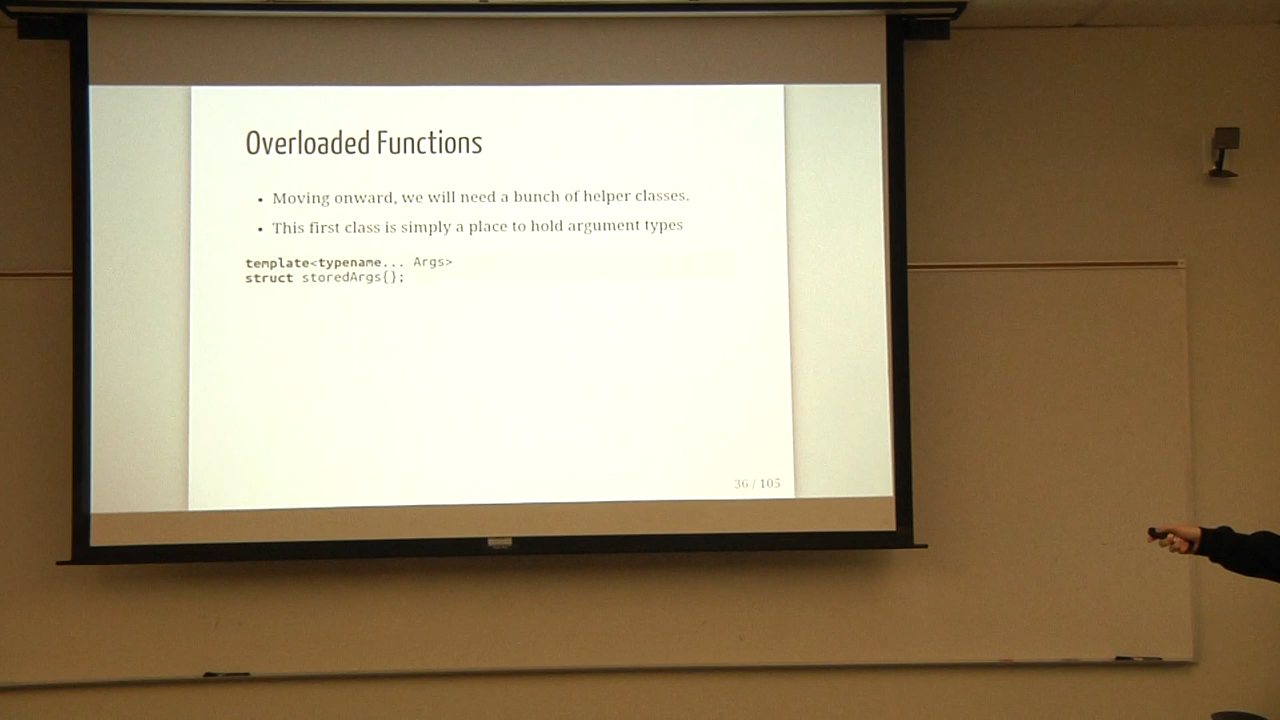 Overloaded Functions
• Moving onward, we will need a bunch of helper classes.
• This first class is simply a place to hold argument types
template<typename... Args>
struct storedArgs{};
36 / 105